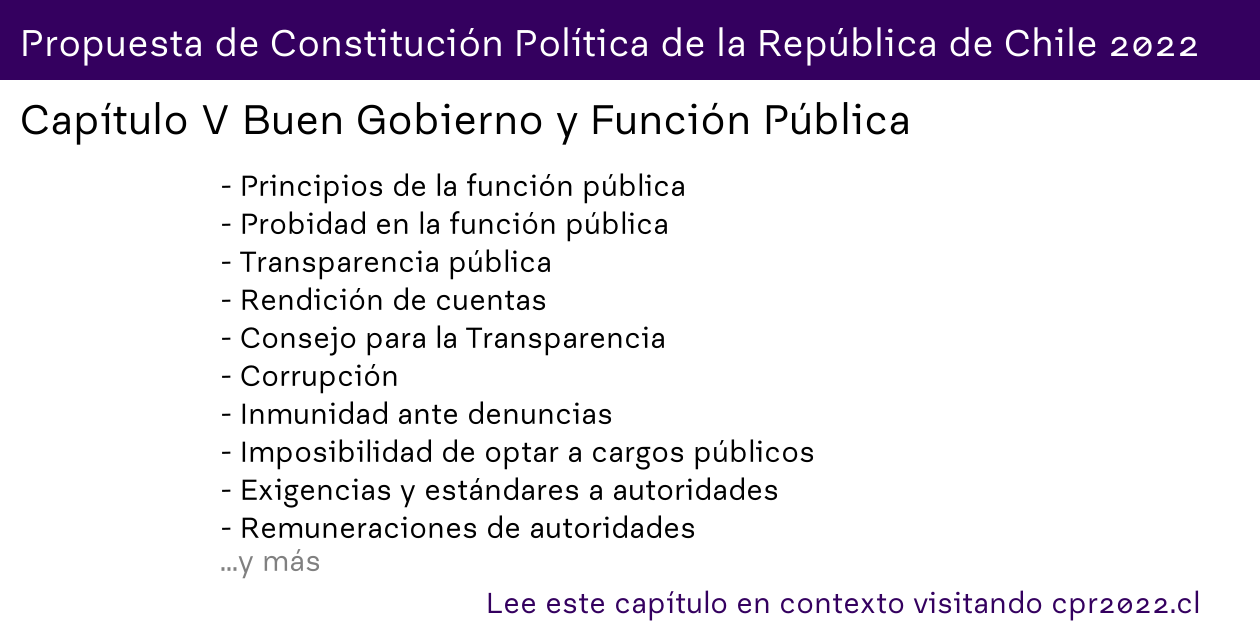 Propuesta de Constitución Política de la República de Chile 2022
Capítulo V Buen Gobierno y Función Pública
- Principios de la función pública
- Probidad en la función pública
- Transparencia pública
- Rendición de cuentas
- Consejo para la Transparencia
- Corrupción
- Inmunidad ante denuncias
- Imposibilidad de optar a cargos públicos
- Exigencias y estándares a autoridades
- Remuneraciones de autoridades
...y más
Lee este capítulo en contexto visitando cpr2022.cl